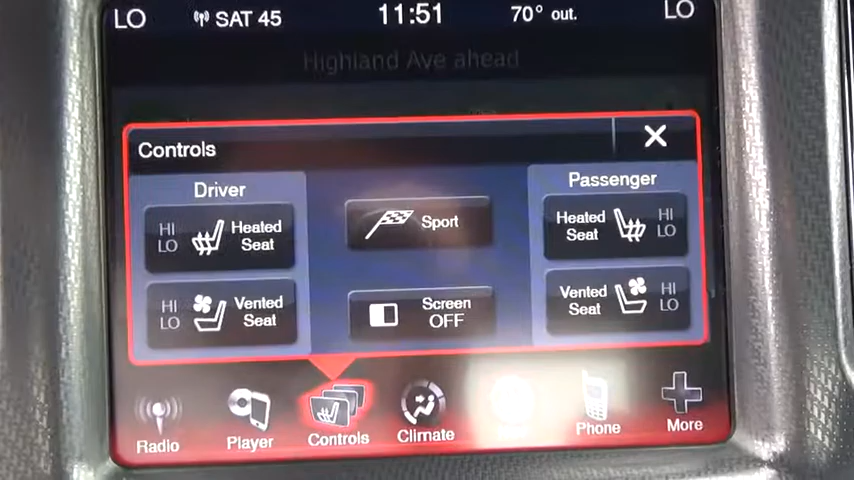 LO SAT 45 11:51 70° out. LO
Highland Ave ahead
Controls X
Driver
HI
LO
Heated
Seat
HI
LO
Vented
Seat
Sport
Screen
OFF
Passenger
Heated
Seat
HI
LO
Vented
Seat
HI
LO
Radio Player Controls Climate Phone More